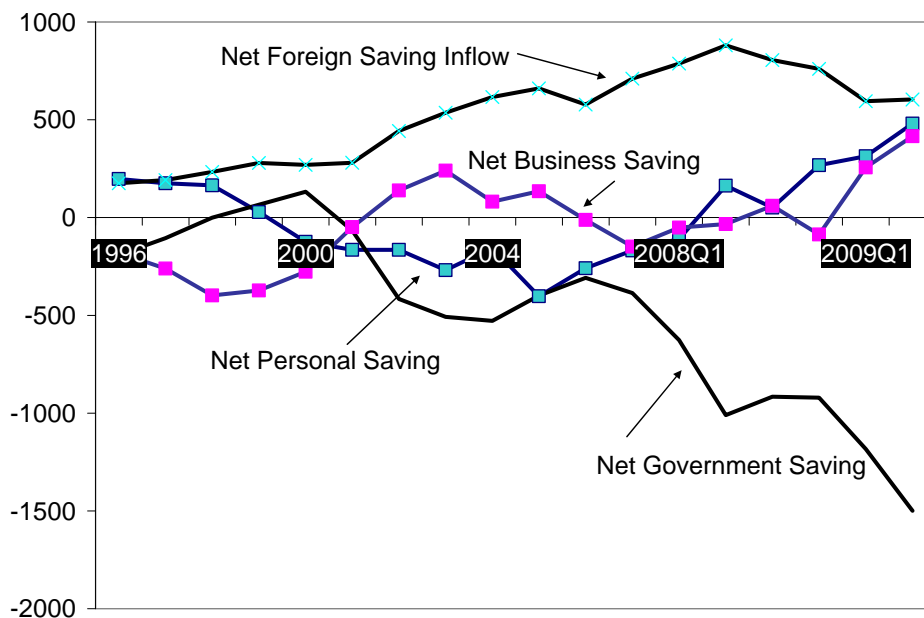 1000
Net Foreign Saving Inflow
500
Net Business Saving
0
1996
2000
2004
2008Q1
2009Q1
-500
Net Personal Saving
-1000
Net Government Saving
-1500
-2000